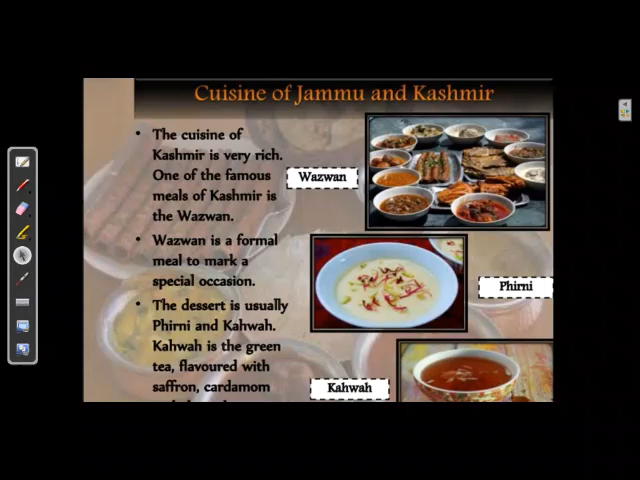 Cuisine of Jammu and Kashmir
• The cuisine of
Kashmir is very rich.
One of the famous
meals of Kashmir is
the Wazwan.
• Wazwan is a formal
meal to mark a
special occasion.
• The dessert is usually
Phirni and Kahwah.
Kahwah is the green
tea, flavoured with
saffron, cardamom
Wazwan
Phirni
Kahwah